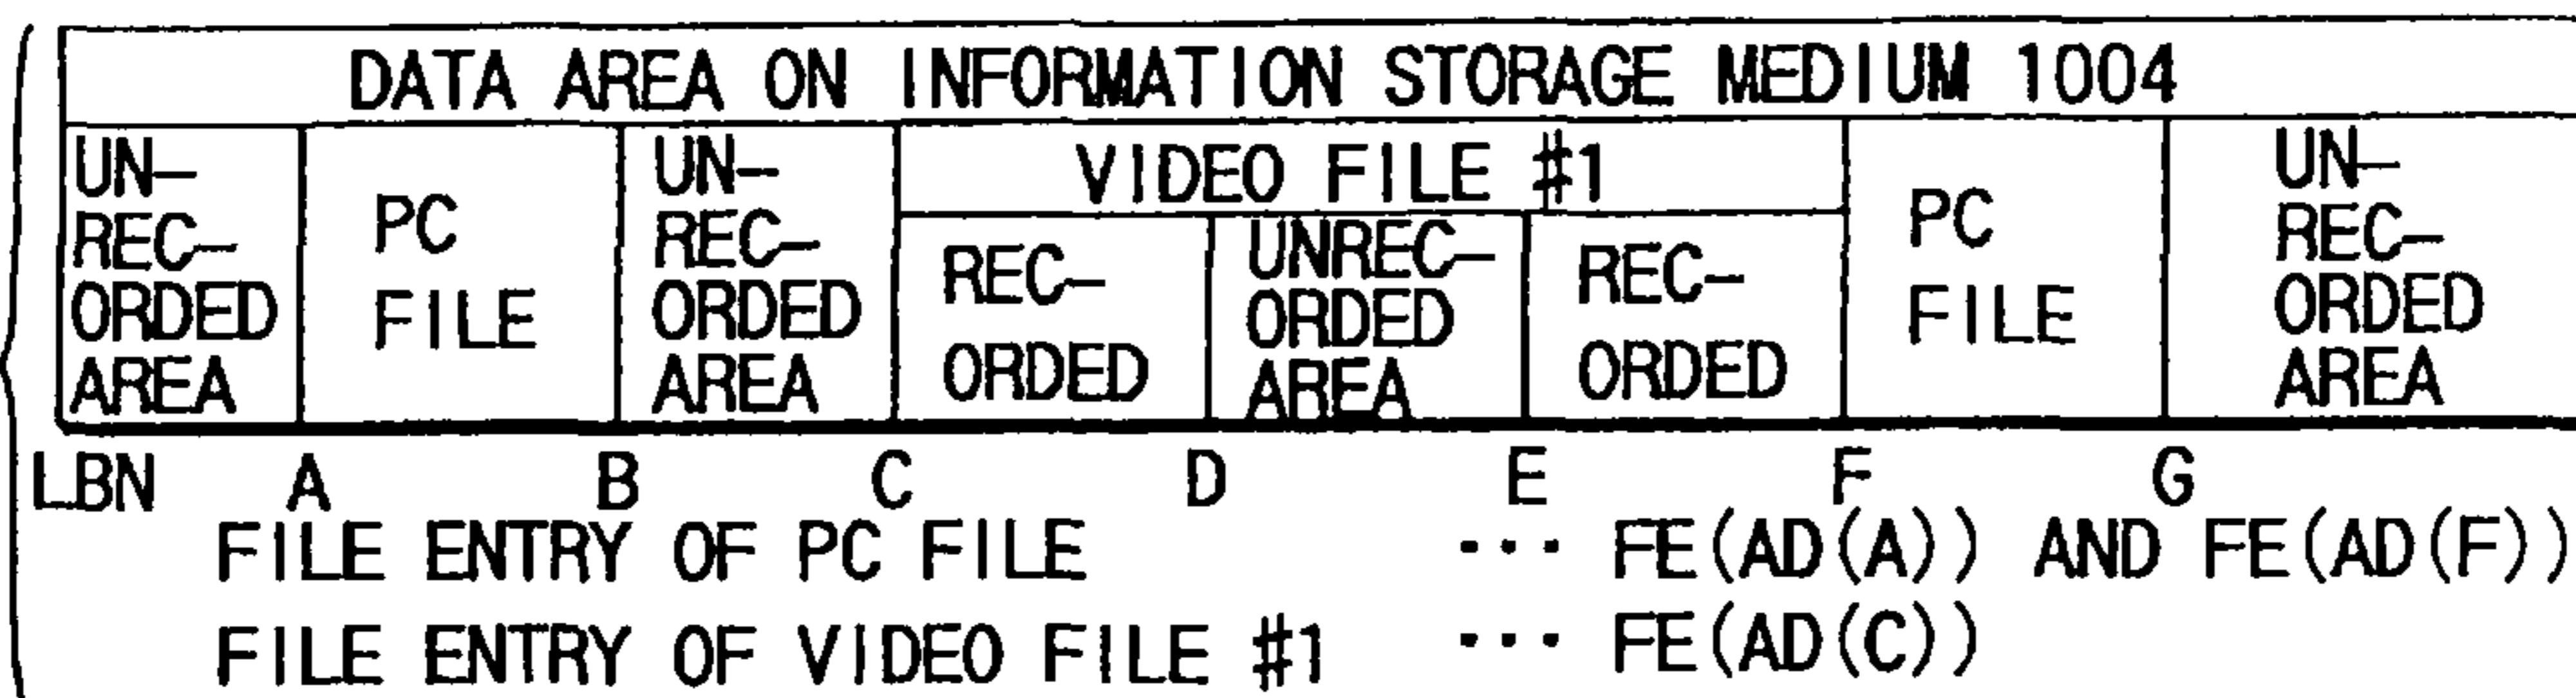 DATA AREA ON INFORMATION STORAGE MEDIUM 1004
UN-
REC-
ORDED
AREA
PC
FILE
UN-
REC-
ORDED
AREA
VIDEO FILE #1
REC-
ORDED
UNREC-
ORDED
AREA
REC-
ORDED
PC
FILE
UN-
REC-
ORDED
AREA
LBN A B C D E F G
FILE ENTRY OF PC FILE ··· FE(AD(A)) AND FE(AD(F))
FILE ENTRY OF VIDEO FILE #1 ··· FE(AD(C))